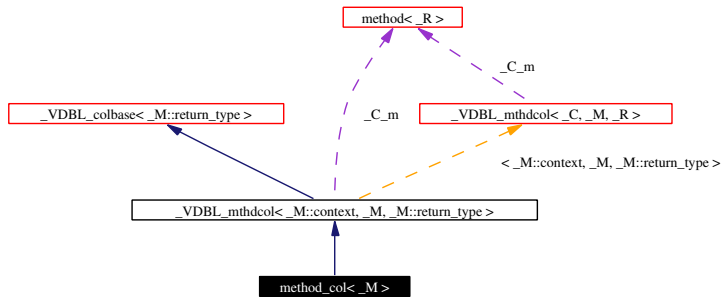 method< _R >
_C_m
_VDBL_colbase< _M::return_type >
_C_m
_VDBL_mthdcol< _C, _M, _R >
< _M::context, _M, _M::return_type >
_VDBL_mthdcol< _M::context, _M, _M::return_type >
method_col< _M >